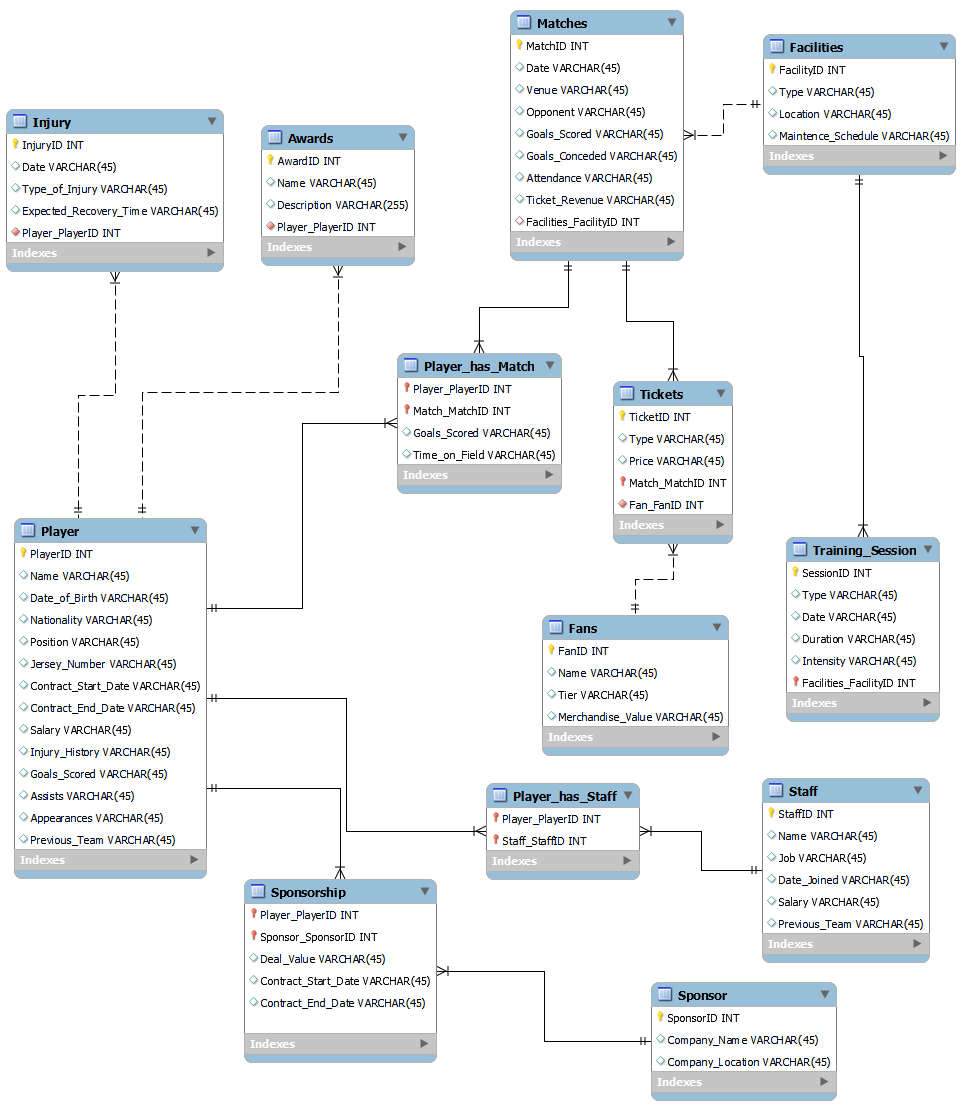 Matches
MatchID INT
Date VARCHAR(45)
Venue VARCHAR(45)
Opponent VARCHAR(45)
Goals_Scored VARCHAR(45)
Goals_Conceded VARCHAR(45)
Attendance VARCHAR(45)
Ticket_Revenue VARCHAR(45)
Facilities_FacilityID INT
Indexes
Facilities
FacilityID INT
Type VARCHAR(45)
Location VARCHAR(45)
Maintence_Schedule VARCHAR(45)
Indexes
Injury
InjuryID INT
Date VARCHAR(45)
Type_of_Injury VARCHAR(45)
Expected_Recovery_Time VARCHAR(45)
Player_PlayerID INT
Indexes
Awards
AwardID INT
Name VARCHAR(45)
Description VARCHAR(255)
Player_PlayerID INT
Indexes
Player_has_Match
Player_PlayerID INT
Match_MatchID INT
Goals_Scored VARCHAR(45)
Time_on_Field VARCHAR(45)
Indexes
Tickets
TicketID INT
Type VARCHAR(45)
Price VARCHAR(45)
Match_MatchID INT
Fan_FanID INT
Indexes
Player
PlayerID INT
Name VARCHAR(45)
Date_of_Birth VARCHAR(45)
Nationality VARCHAR(45)
Position VARCHAR(45)
Jersey_Number VARCHAR(45)
Contract_Start_Date VARCHAR(45)
Contract_End_Date VARCHAR(45)
Salary VARCHAR(45)
Injury_History VARCHAR(45)
Goals_Scored VARCHAR(45)
Assists VARCHAR(45)
Appearances VARCHAR(45)
Previous_Team VARCHAR(45)
Indexes
Training_Session
SessionID INT
Type VARCHAR(45)
Date VARCHAR(45)
Duration VARCHAR(45)
Intensity VARCHAR(45)
Facilities_FacilityID INT
Indexes
Fans
FanID INT
Name VARCHAR(45)
Tier VARCHAR(45)
Merchandise_Value VARCHAR(45)
Indexes
Player_has_Staff
Player_PlayerID INT
Staff_StaffID INT
Indexes
Staff
StaffID INT
Name VARCHAR(45)
Job VARCHAR(45)
Date_Joined VARCHAR(45)
Salary VARCHAR(45)
Previous_Team VARCHAR(45)
Indexes
Sponsorship
Player_PlayerID INT
Sponsor_SponsorID INT
Deal_Value VARCHAR(45)
Contract_Start_Date VARCHAR(45)
Contract_End_Date VARCHAR(45)
Indexes
Sponsor
SponsorID INT
Company_Name VARCHAR(45)
Company_Location VARCHAR(45)
Indexes